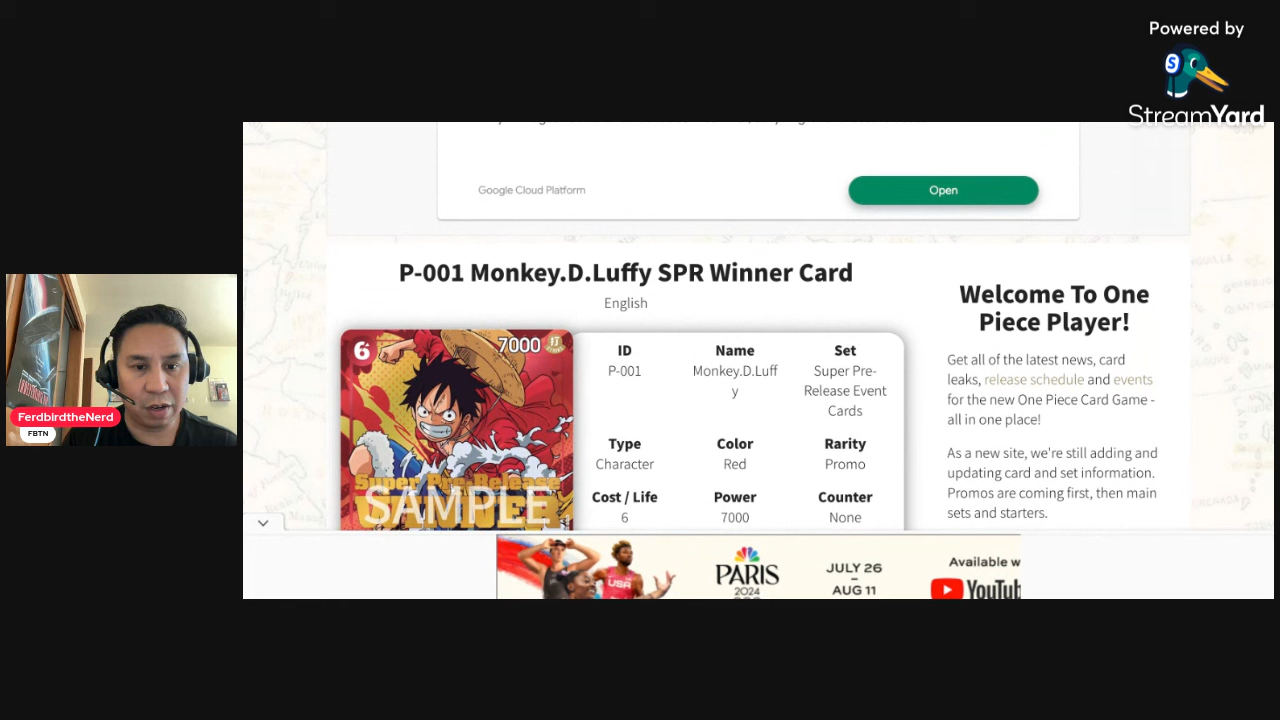 Powered by
StreamYard
Google Cloud Platform
Open
P-001 Monkey.D.Luffy SPR Winner Card
English
6
7000
SAMPLE
Super Pre-Release
WINNER
ID
P-001
Name
Monkey.D.Luff
y
Set
Super Pre-
Release Event
Cards
Type
Character
Color
Red
Rarity
Promo
Cost / Life
6
Power
7000
Counter
None
Welcome To One
Piece Player!
Get all of the latest news, card
leaks, release schedule and events
for the new One Piece Card Game -
all in one place!
As a new site, we're still adding and
updating card and set information.
Promos are coming first, then main
sets and starters.
FerdbirdtheNerd
FBTN
USA
PARIS
2024
JULY 26
–
AUG 11
Available w
YouTub